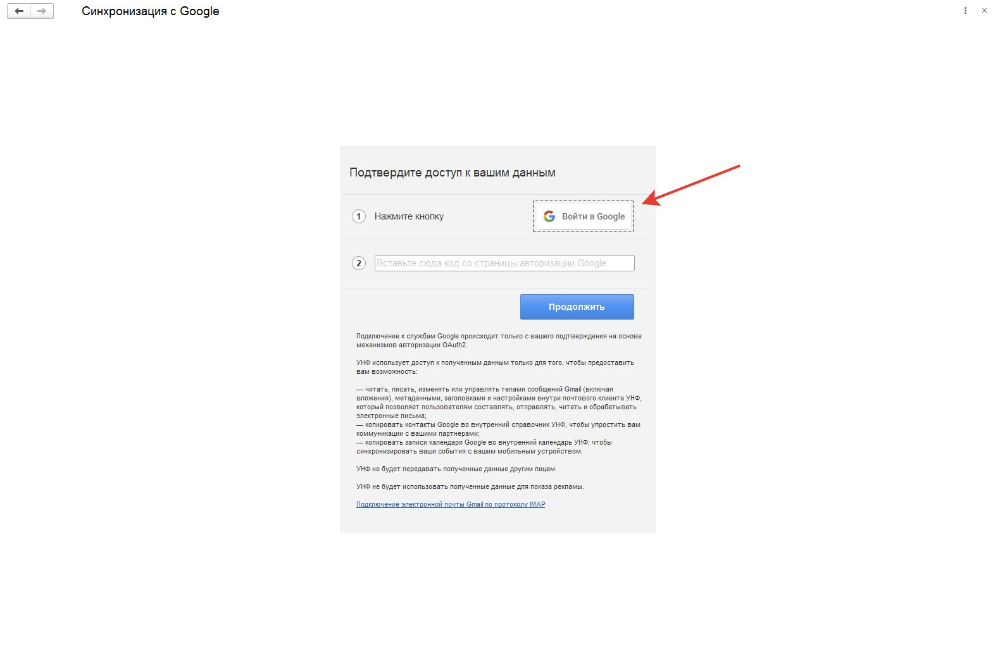 Синхронизация с Google
Подтвердите доступ к вашим данным
1 Нажмите кнопку Войти в Google
2 Вставьте сюда код со страницы авторизации Google
Продолжить
Подключение к службам Google происходит только с вашего подтверждения на основе
механизмов авторизации OAuth2.
УНФ использует доступ к полученным данным только для того, чтобы предоставить
вам возможность:
— читать, писать, изменять или управлять телами сообщений Gmail (включая
вложения), метаданными, заголовками и настройками внутри почтового клиента УНФ,
который позволяет пользователям составлять, отправлять, читать и обрабатывать
электронные письма;
— копировать контакты Google во внутренний справочник УНФ, чтобы упростить вам
коммуникации с вашими партнерами;
— копировать записи календаря Google во внутренний календарь УНФ, чтобы
синхронизировать ваши события с вашим мобильным устройством.
УНФ не будет передавать полученные данные другим лицам.
УНФ не будет использовать полученные данные для показа рекламы.
Подключение электронной почты Gmail по протоколу IMAP